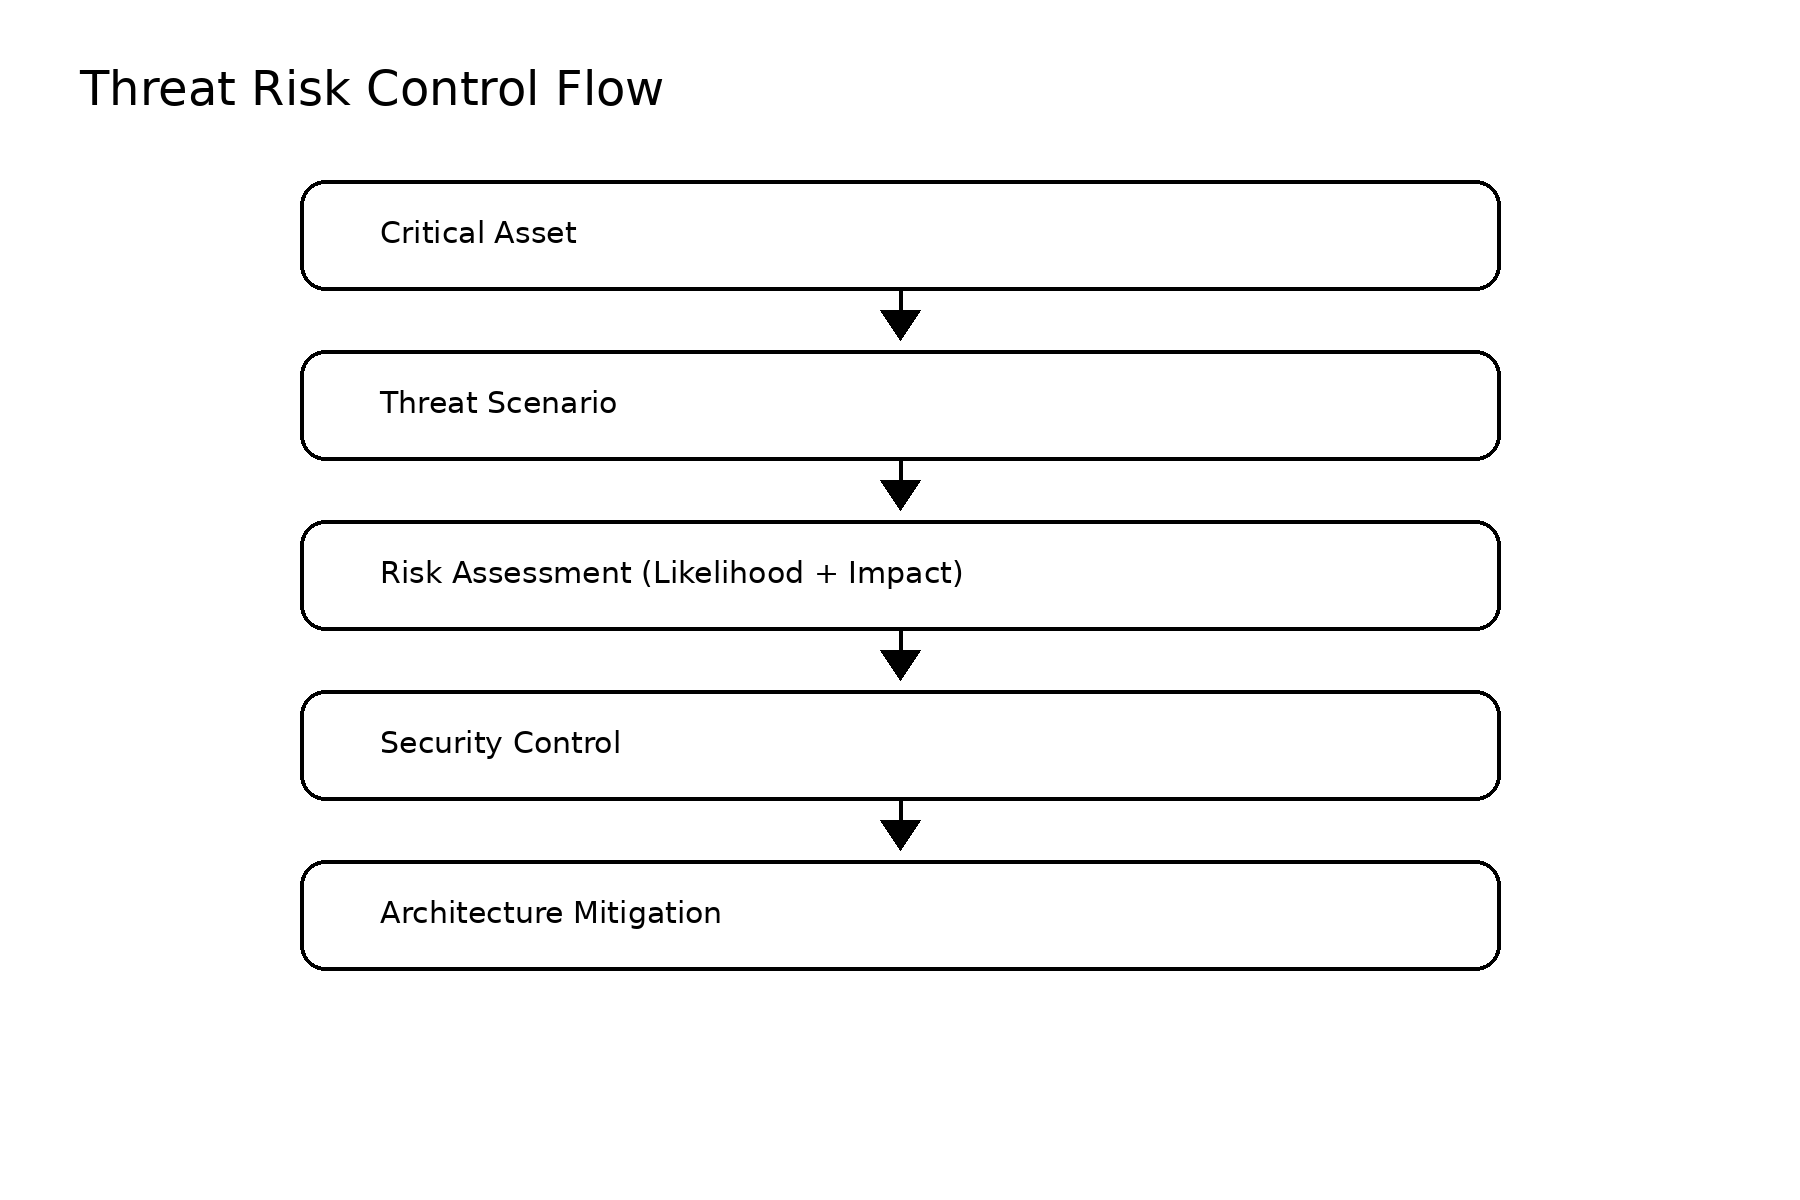 Threat Risk Control Flow
Critical Asset
Threat Scenario
Risk Assessment (Likelihood + Impact)
Security Control
Architecture Mitigation